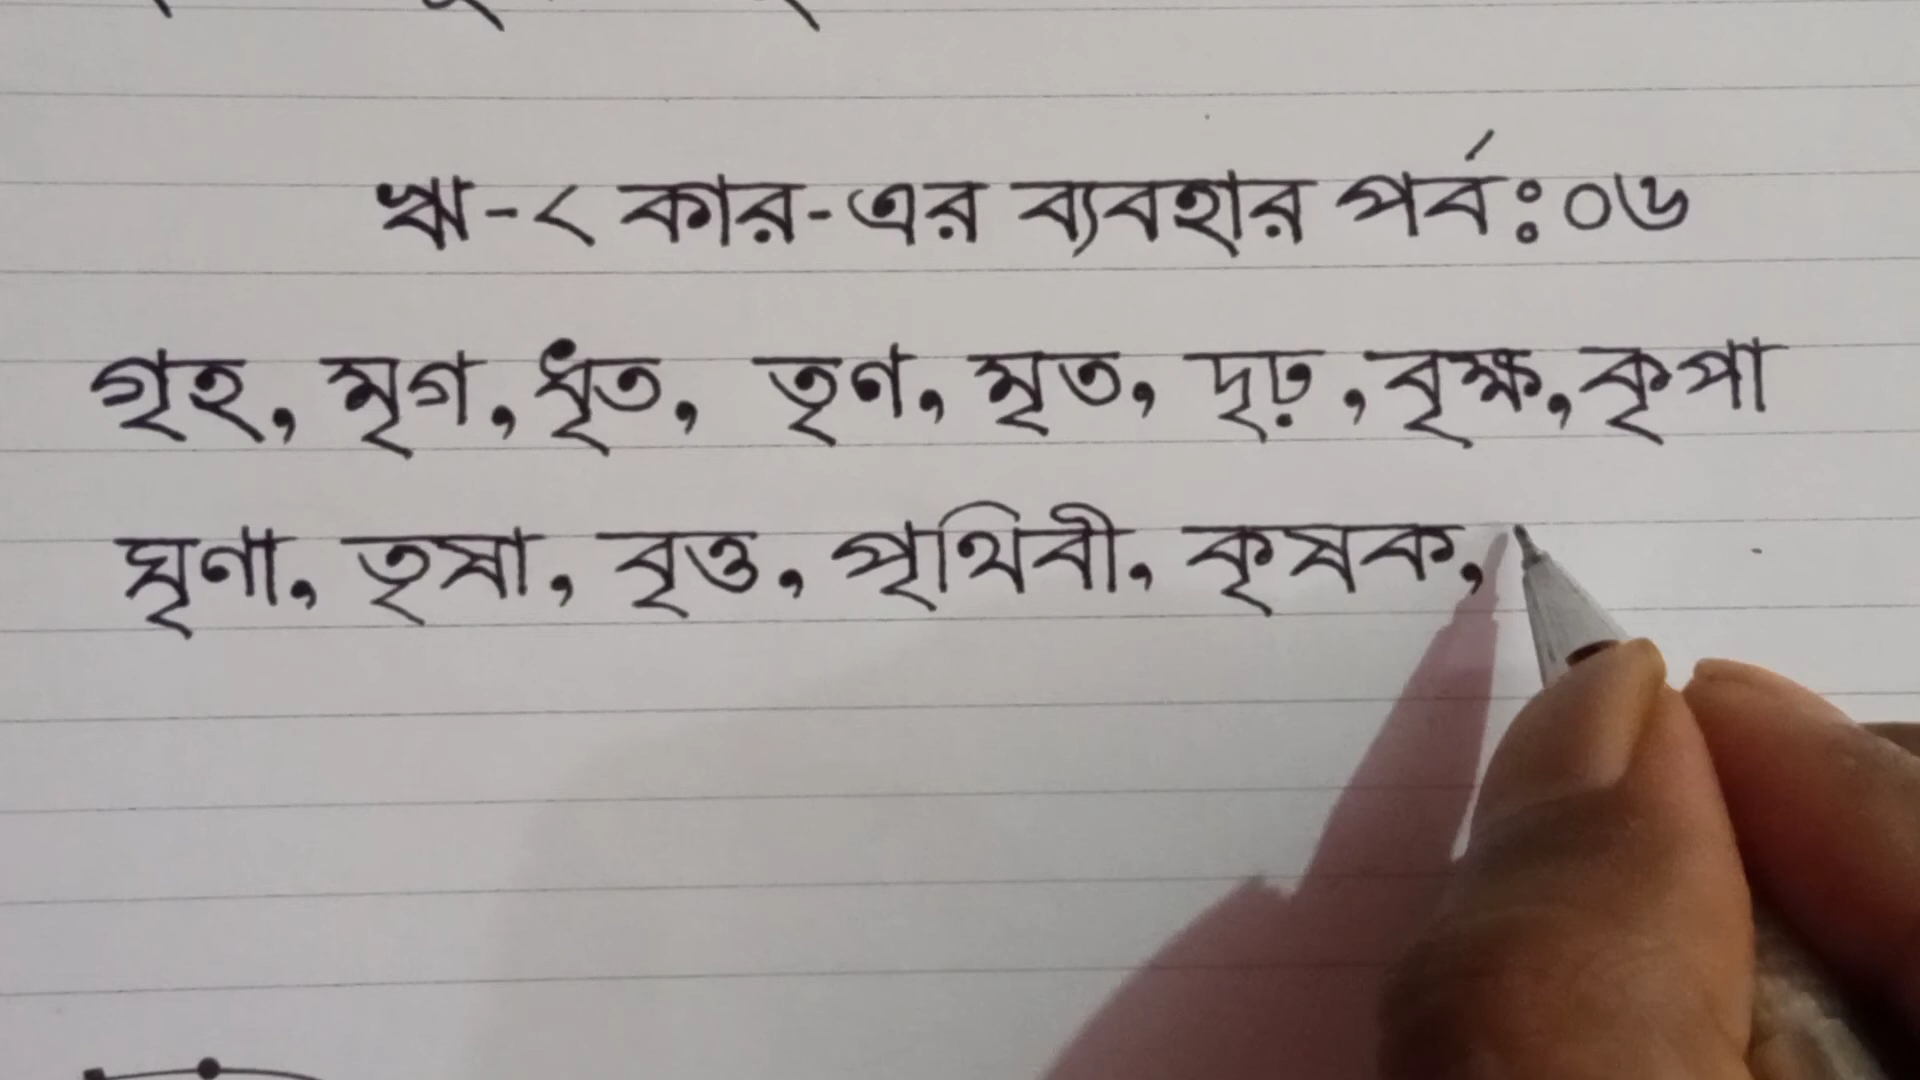 ঋ-ৃ কার-এর ব্যবহার পর্ব:০৬
গৃহ, মৃগ, ধৃত, তৃণ, মৃত, দৃঢ়, বৃক্ষ, কৃপা
ঘৃণা, তৃষা, বৃত্ত, পৃথিবী, কৃষক,